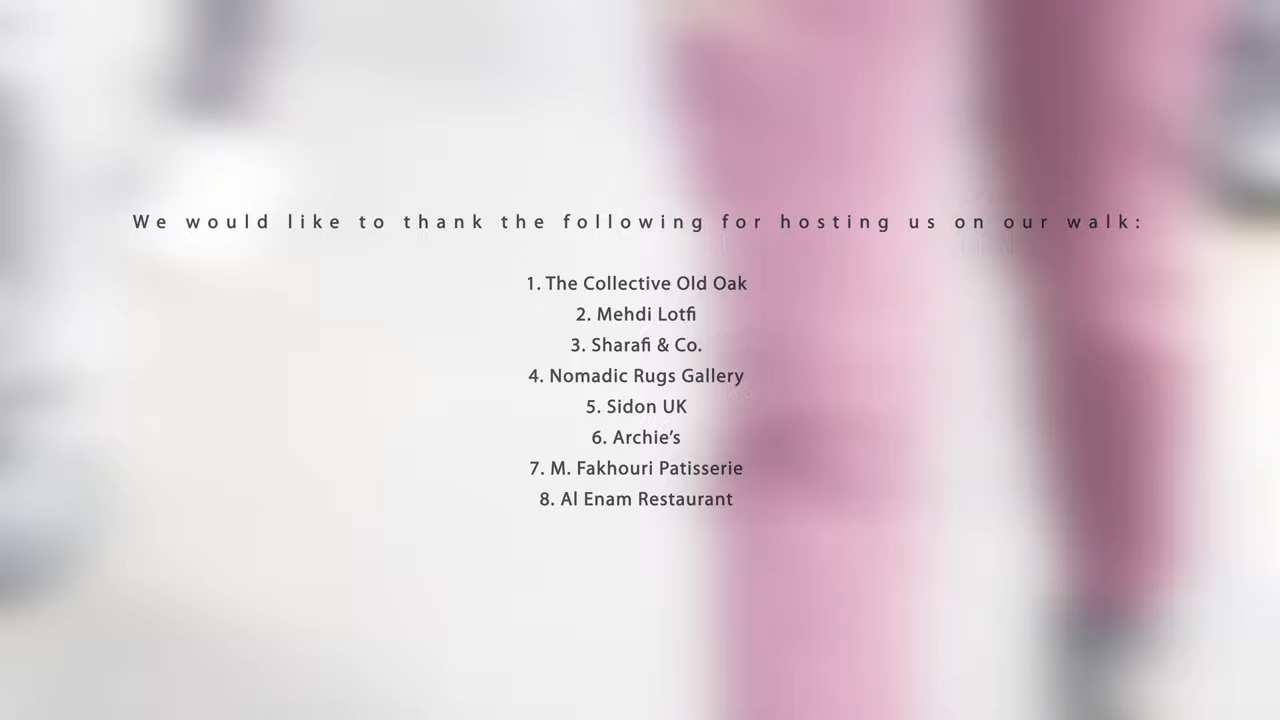 We would like to thank the following for hosting us on our walk:
1. The Collective Old Oak
2. Mehdi Lotfi
3. Sharafi & Co.
4. Nomadic Rugs Gallery
5. Sidon UK
6. Archie’s
7. M. Fakhouri Patisserie
8. Al Enam Restaurant